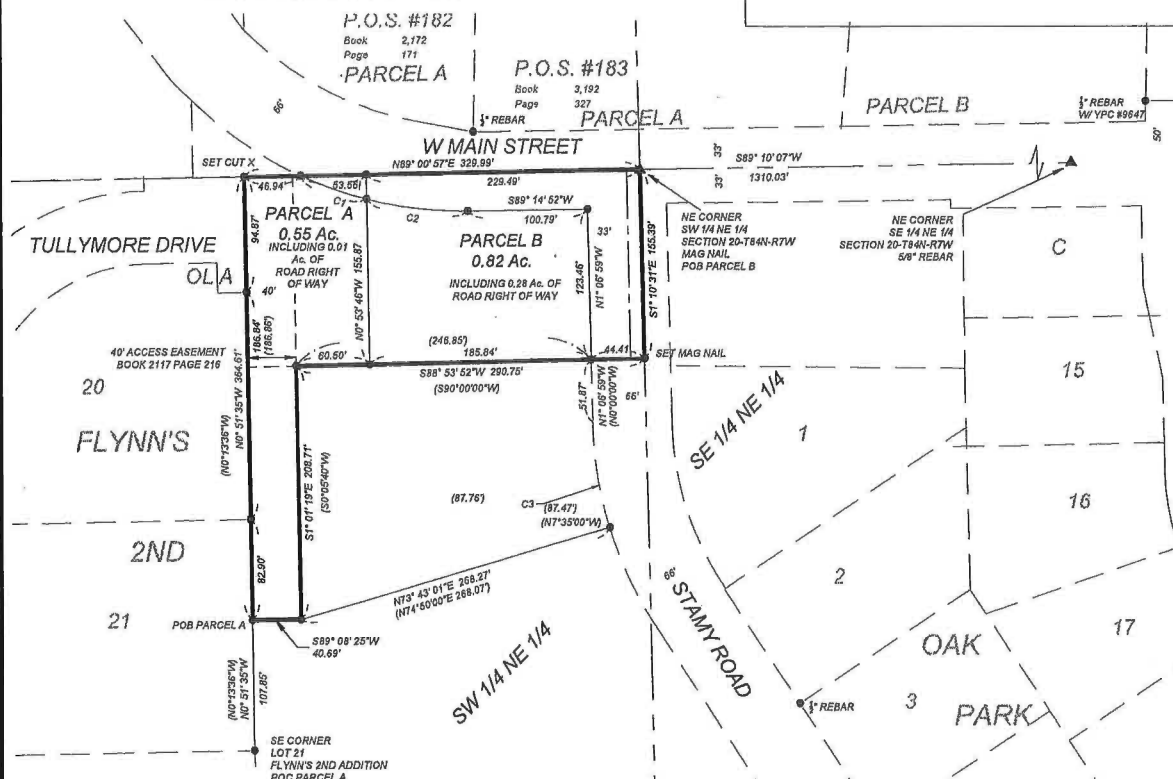 P.O.S. #182
Book 2,172
Page 171
PARCEL A
P.O.S. #183
Book 3,192
Page 327
PARCEL A
PARCEL B
½" REBAR
½" REBAR
W/ YPC #9647
50'
66'
W MAIN STREET
SET CUT X
N89° 00' 57"E 329.99'
33'
33'
S89° 10' 07"W
1310.03'
46.94'
53.56'
229.49'
C1
C2
S89° 14' 52"W
100.79'
PARCEL A
0.55 Ac.
INCLUDING 0.01
Ac. OF
ROAD RIGHT
OF WAY
PARCEL B
0.82 Ac.
INCLUDING 0.28 Ac. OF
ROAD RIGHT OF WAY
33'
NE CORNER
SW 1/4 NE 1/4
SECTION 20-T84N-R7W
MAG NAIL
POB PARCEL B
NE CORNER
SE 1/4 NE 1/4
SECTION 20-T84N-R7W
5/8" REBAR
C
TULLYMORE DRIVE
OL A
94.87'
40'
186.84'
(186.86')
N0° 53' 46"W 155.87'
123.46'
N1° 06' 59"W
S1° 10' 31"E 155.39'
40' ACCESS EASEMENT
BOOK 2117 PAGE 216
60.50'
(246.85')
185.84'
44.41'
SET MAG NAIL
S88° 53' 52"W 290.75'
(S90°00'00"W)
51.87'
N1° 06' 59"W
(N0°00'00"W)
66'
20
FLYNN'S
(N0°13'36"W)
N0° 51' 35"W 364.61'
S1° 01' 19"E 208.71'
(S0°05'40"W)
SE 1/4 NE 1/4
1
15
16
(87.76')
C3
(87.47')
(N7°35'00"W)
2ND
82.90'
N73° 43' 01"E 268.27'
(N74°50'00"E 268.07')
2
66'
STAMY ROAD
21
POB PARCEL A
S89° 08' 25"W
40.69'
SW 1/4 NE 1/4
OAK
17
(N0°13'36"W)
N0° 51' 35"W
107.85'
½" REBAR
3
PARK
SE CORNER
LOT 21
FLYNN'S 2ND ADDITION
POC PARCEL A